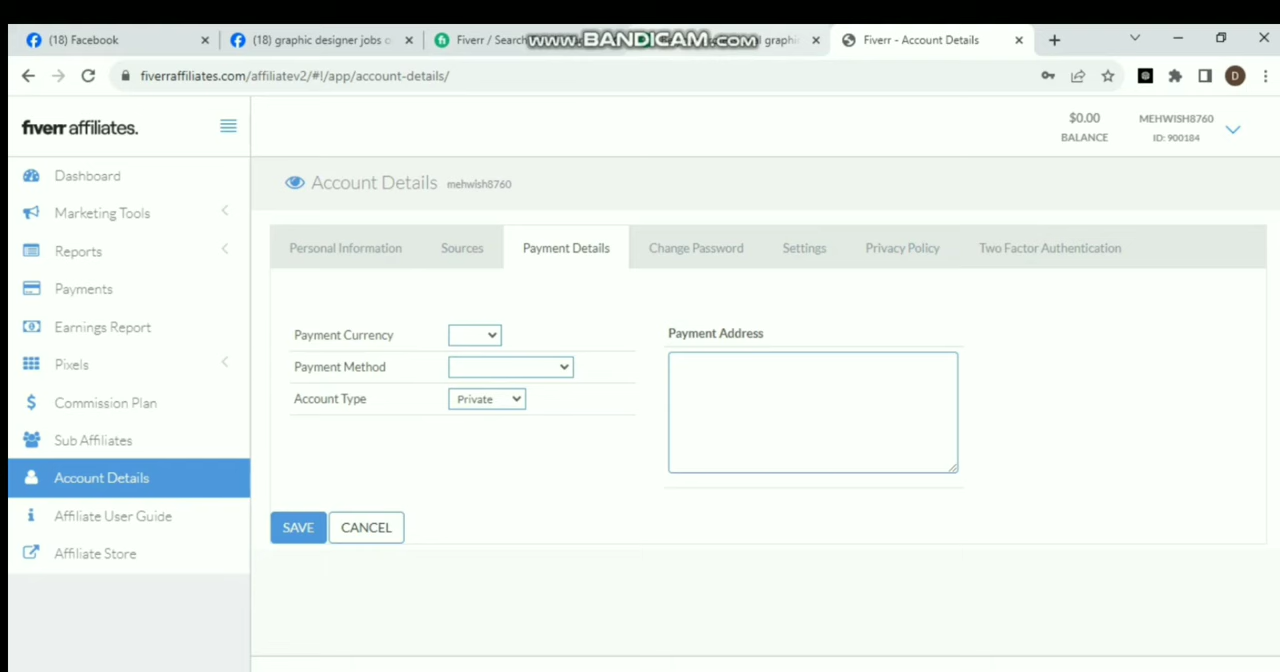 (18) Facebook
(18) graphic designer jobs o
Fiverr / Search
www.BANDICAM.com
graphi
Fiverr - Account Details
fiverraffiliates.com/affiliatev2/#!/app/account-details/
D
fiverr affiliates.
$0.00
BALANCE
MEHWISH8760
ID: 900184
Dashboard
Marketing Tools
Reports
Payments
Earnings Report
Pixels
Commission Plan
Sub Affiliates
Account Details
Affiliate User Guide
Affiliate Store
Account Details mehwish8760
Personal Information
Sources
Payment Details
Change Password
Settings
Privacy Policy
Two Factor Authentication
Payment Currency
Payment Method
Account Type
Private
Payment Address
SAVE
CANCEL